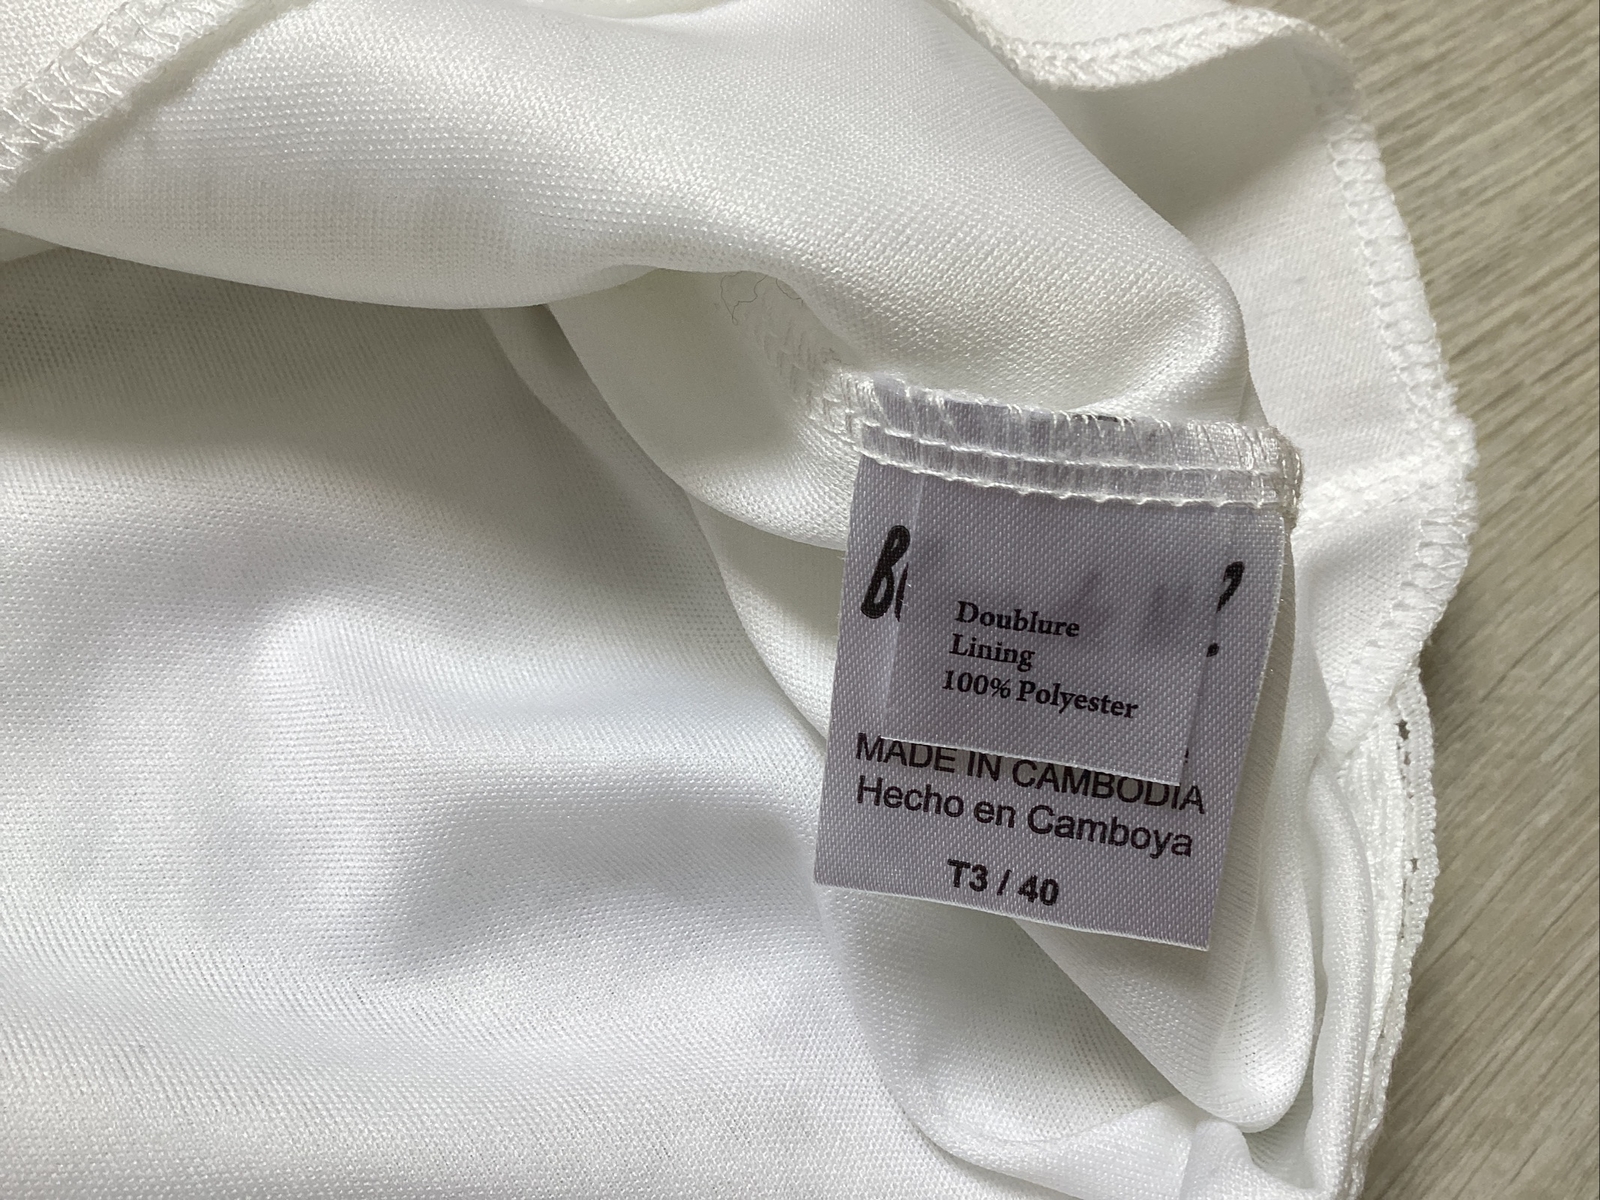 Doublure
Lining
100% Polyester
MADE IN CAMBODIA
Hecho en Camboya
T3 / 40